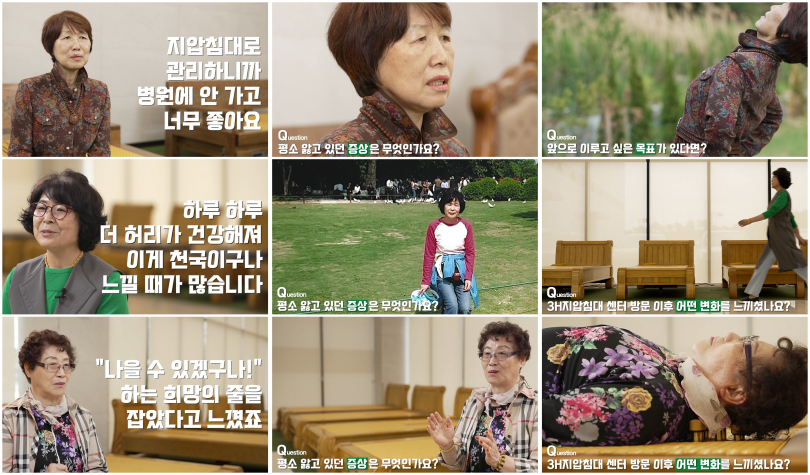 지압침대로
관리하니까
병원에 안 가고
너무 좋아요
Question
평소 앓고 있던 증상은 무엇인가요?
Question
앞으로 이루고 싶은 목표가 있다면?
하루 하루
더 허리가 건강해져
이게 천국이구나
느낄 때가 많습니다
Question
평소 앓고 있던 증상은 무엇인가요?
Question
3H지압침대 센터 방문 이후 어떤 변화를 느끼셨나요?
"나을 수 있겠구나!"
하는 희망의 줄을
잡았다고 느꼈죠
Question
평소 앓고 있던 증상은 무엇인가요?
Question
3H지압침대 센터 방문 이후 어떤 변화를 느끼셨나요?